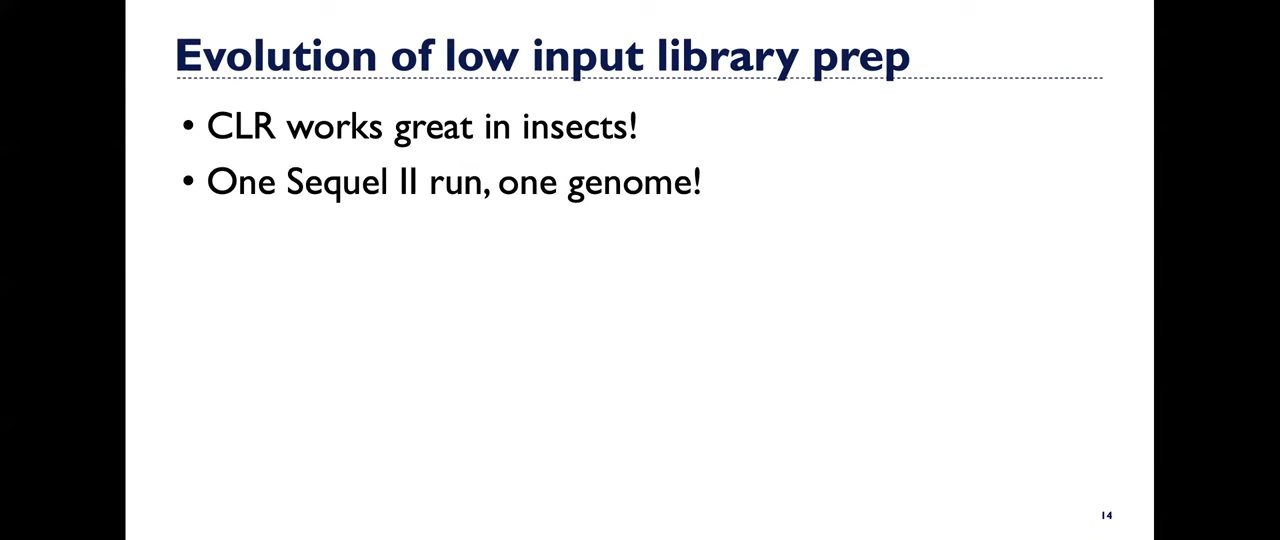 Evolution of low input library prep
• CLR works great in insects!
• One Sequel II run, one genome!
14